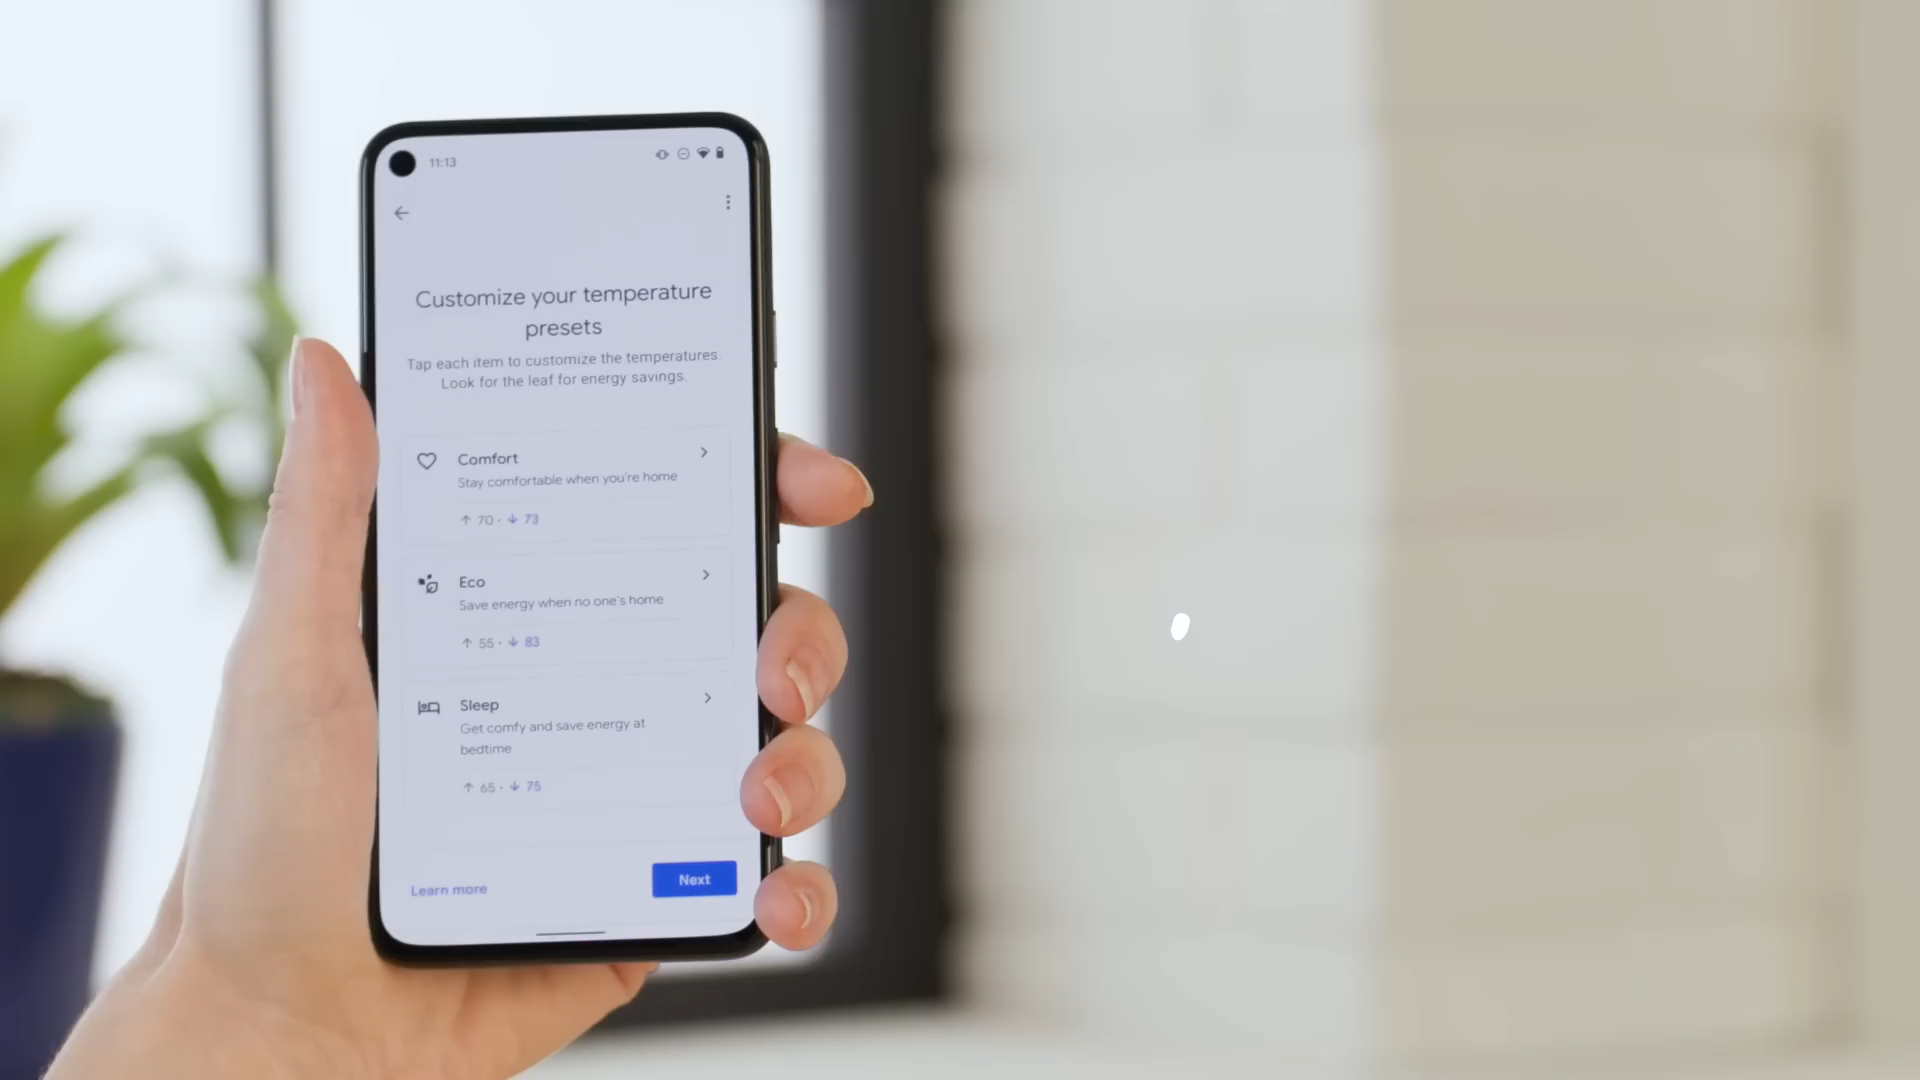 11:13
Customize your temperature
presets
Tap each item to customize the temperatures.
Look for the leaf for energy savings.
Comfort
Stay comfortable when you're home
↑ 70 · ↓ 73
Eco
Save energy when no one's home
↑ 55 · ↓ 83
Sleep
Get comfy and save energy at
bedtime
↑ 65 · ↓ 75
Learn more
Next